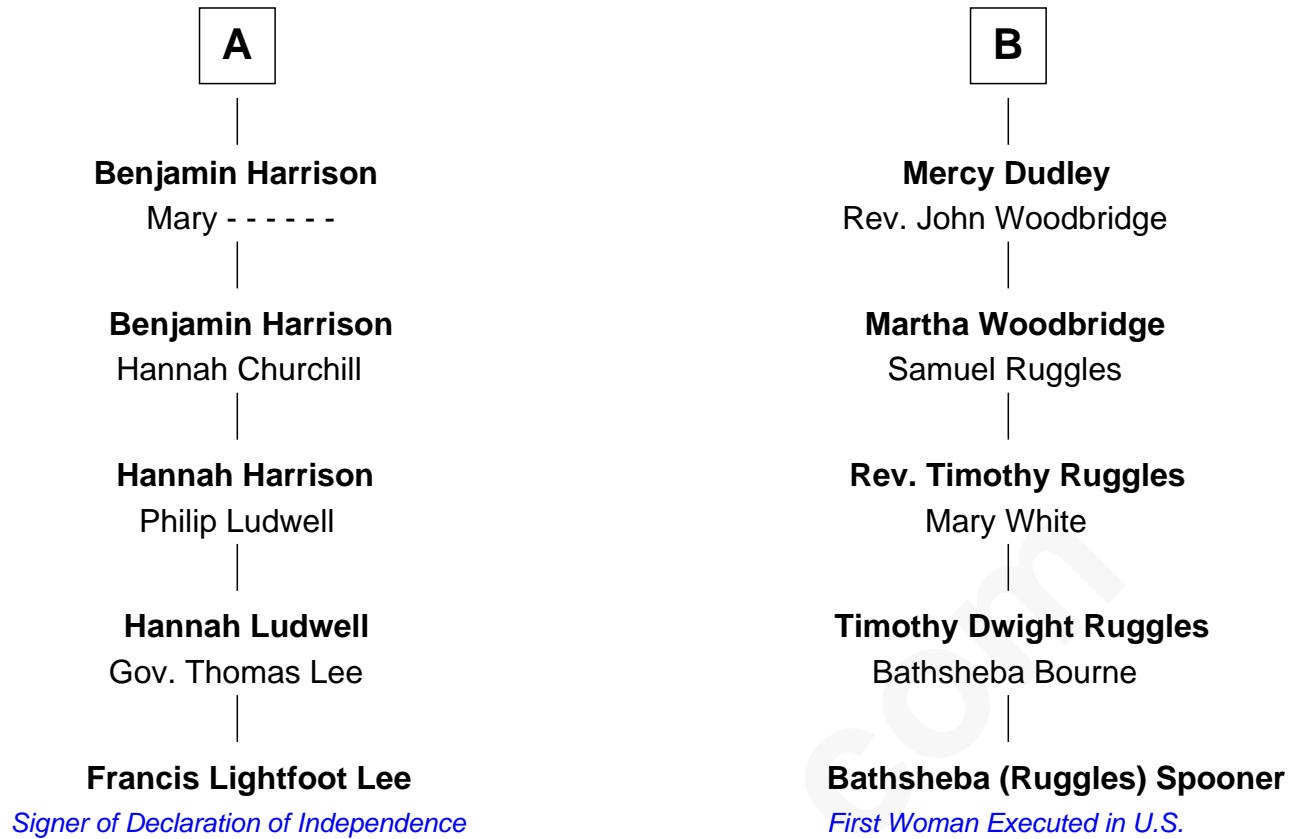 A
B
Benjamin Harrison
Mary - - - - - -
Mercy Dudley
Rev. John Woodbridge
Benjamin Harrison
Hannah Churchill
Martha Woodbridge
Samuel Ruggles
Hannah Harrison
Philip Ludwell
Rev. Timothy Ruggles
Mary White
Hannah Ludwell
Gov. Thomas Lee
Timothy Dwight Ruggles
Bathsheba Bourne
Francis Lightfoot Lee
Signer of Declaration of Independence
Bathsheba (Ruggles) Spooner
First Woman Executed in U.S.
com